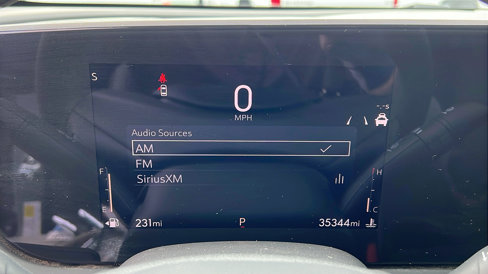 S
0
MPH
Audio Sources
AM
FM
SiriusXM
F H
E C
231mi P 35344mi